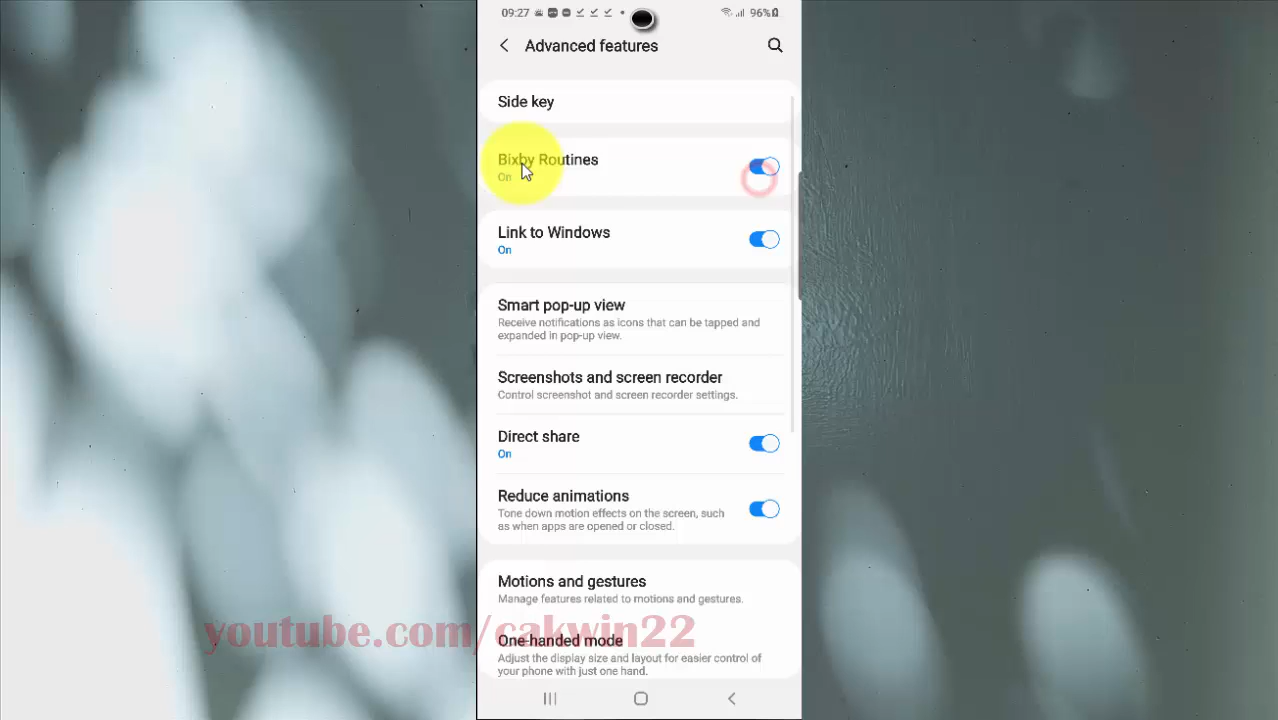 09:27
96%
Advanced features
Side key
Bixby Routines
On
Link to Windows
On
Smart pop-up view
Receive notifications as icons that can be tapped and
expanded in pop-up view.
Screenshots and screen recorder
Control screenshot and screen recorder settings.
Direct share
On
Reduce animations
Tone down motion effects on the screen, such
as when apps are opened or closed.
Motions and gestures
Manage features related to motions and gestures.
youtube.com/cakwin22
One-handed mode
Adjust the display size and layout for easier control of
your phone with just one hand.